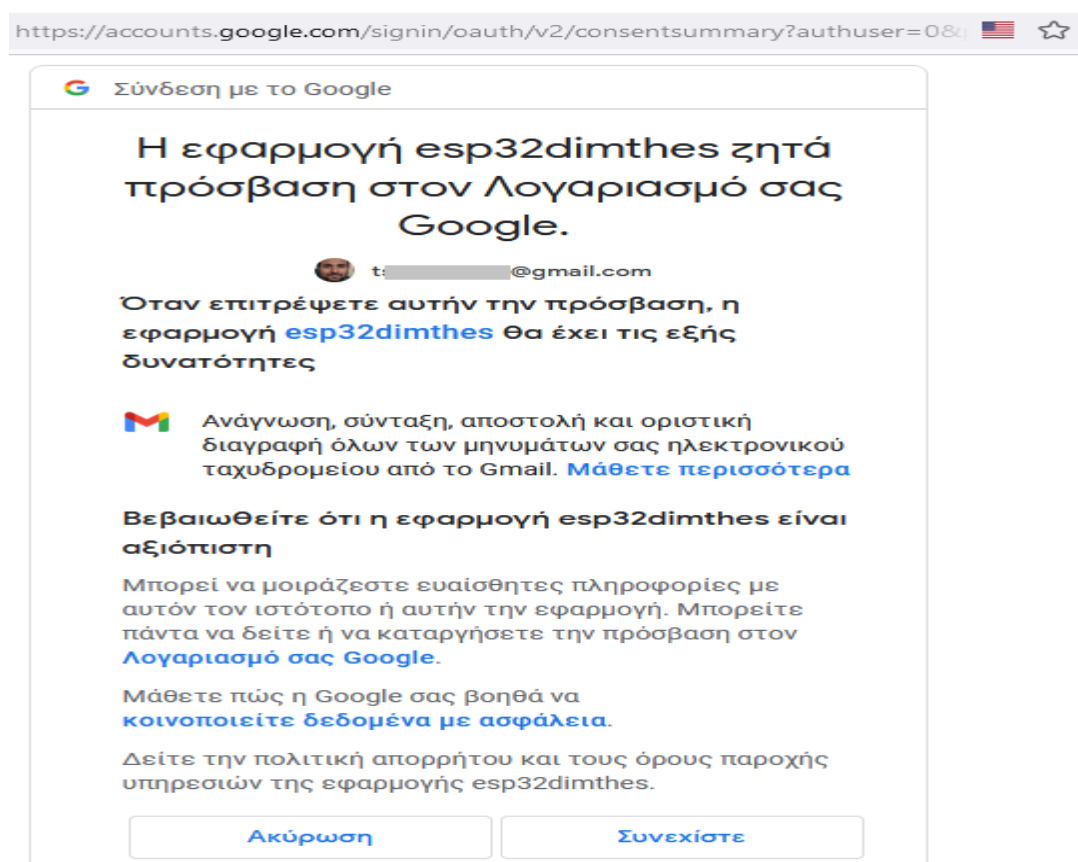 https://accounts.google.com/signin/oauth/v2/consentsummary?authuser=0&
Σύνδεση με το Google
Η εφαρμογή esp32dimthes ζητά
πρόσβαση στον Λογαριασμό σας
Google.
t @gmail.com
Όταν επιτρέψετε αυτήν την πρόσβαση, η
εφαρμογή esp32dimthes θα έχει τις εξής
δυνατότητες
Ανάγνωση, σύνταξη, αποστολή και οριστική
διαγραφή όλων των μηνυμάτων σας ηλεκτρονικού
ταχυδρομείου από το Gmail. Μάθετε περισσότερα
Βεβαιωθείτε ότι η εφαρμογή esp32dimthes είναι
αξιόπιστη
Μπορεί να μοιράζεστε ευαίσθητες πληροφορίες με
αυτόν τον ιστότοπο ή αυτήν την εφαρμογή. Μπορείτε
πάντα να δείτε ή να καταργήσετε την πρόσβαση στον
Λογαριασμό σας Google.
Μάθετε πώς η Google σας βοηθά να
κοινοποιείτε δεδομένα με ασφάλεια.
Δείτε την πολιτική απορρήτου και τους όρους παροχής
υπηρεσιών της εφαρμογής esp32dimthes.
Ακύρωση
Συνεχίστε